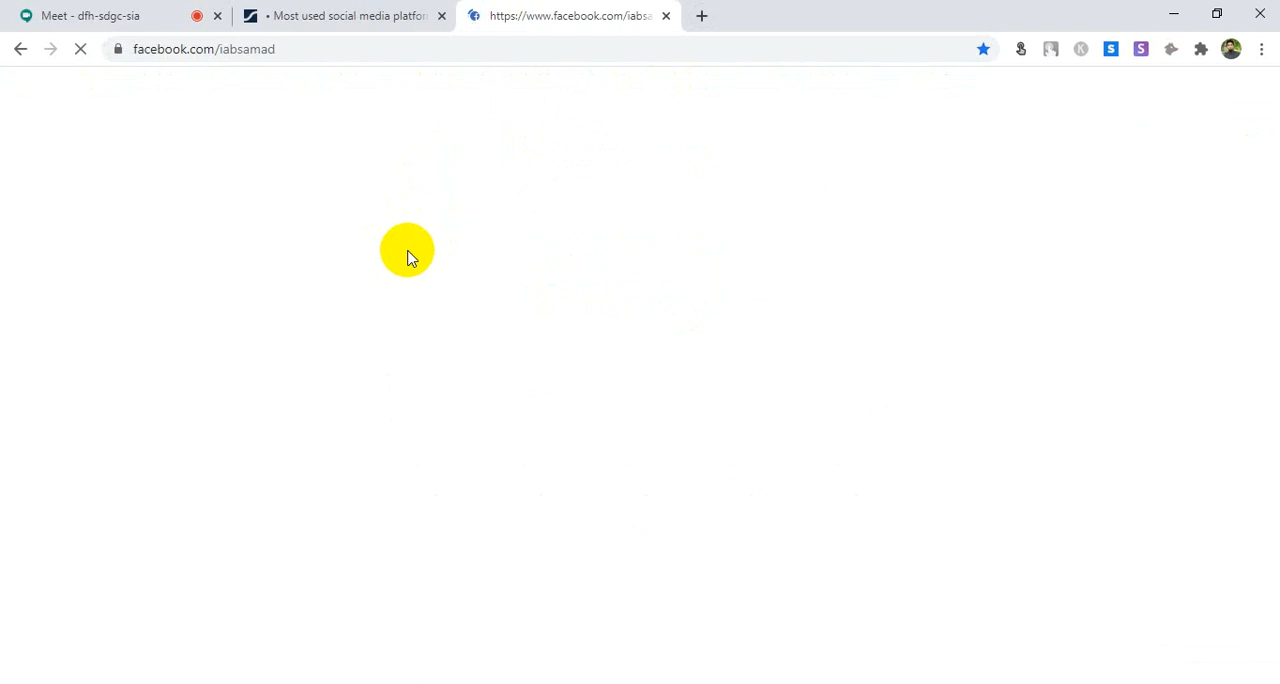 Meet - dfh-sdgc-sia
• Most used social media platfor
https://www.facebook.com/iabsa
facebook.com/iabsamad
K
S
S